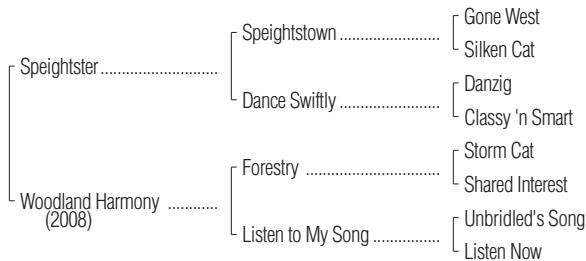 Gone West
Speightstown
Silken Cat
Speightster
Danzig
Dance Swiftly
Classy 'n Smart
Storm Cat
Forestry
Shared Interest
Woodland Harmony
(2008)
Unbridled's Song
Listen to My Song
Listen Now